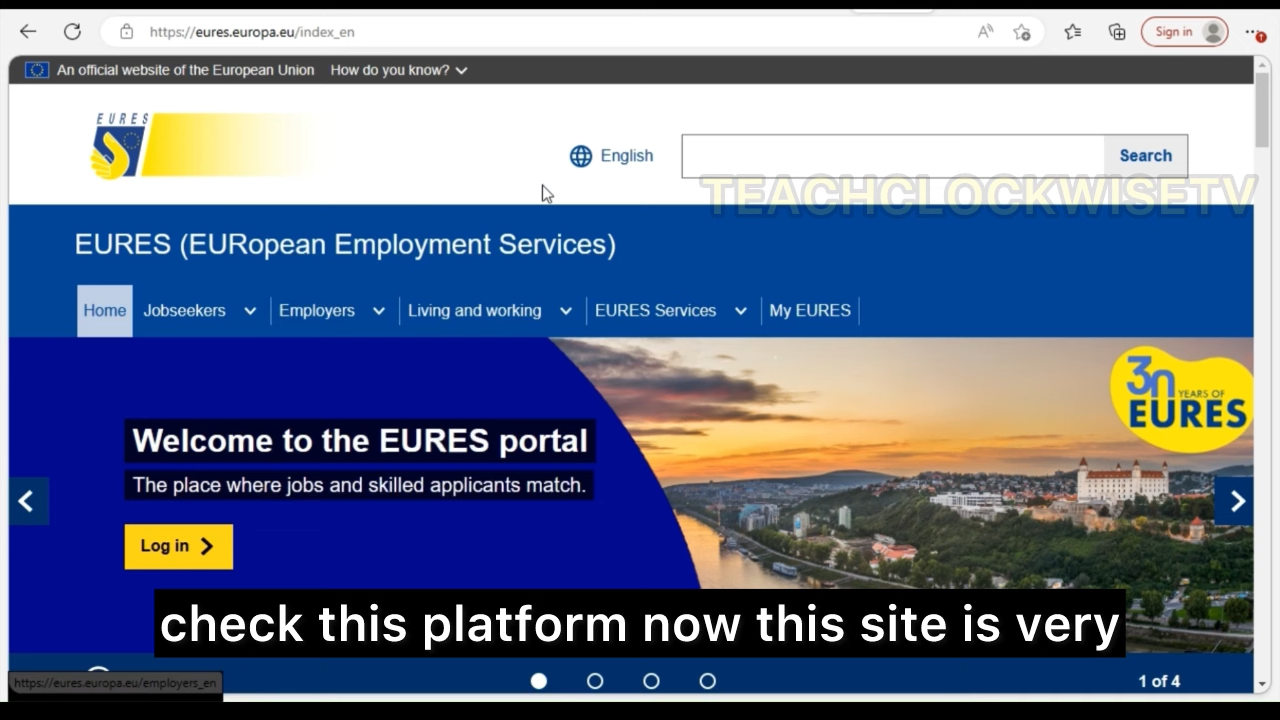 https://eures.europa.eu/index_en
Sign in
An official website of the European Union How do you know?
EURES
English
Search
TEACHCLOCKWISETV
EURES (EURopean Employment Services)
Home Jobseekers Employers Living and working EURES Services My EURES
30 YEARS OF
EURES
Welcome to the EURES portal
The place where jobs and skilled applicants match.
Log in
check this platform now this site is very
https://eures.europa.eu/employers_en
1 of 4